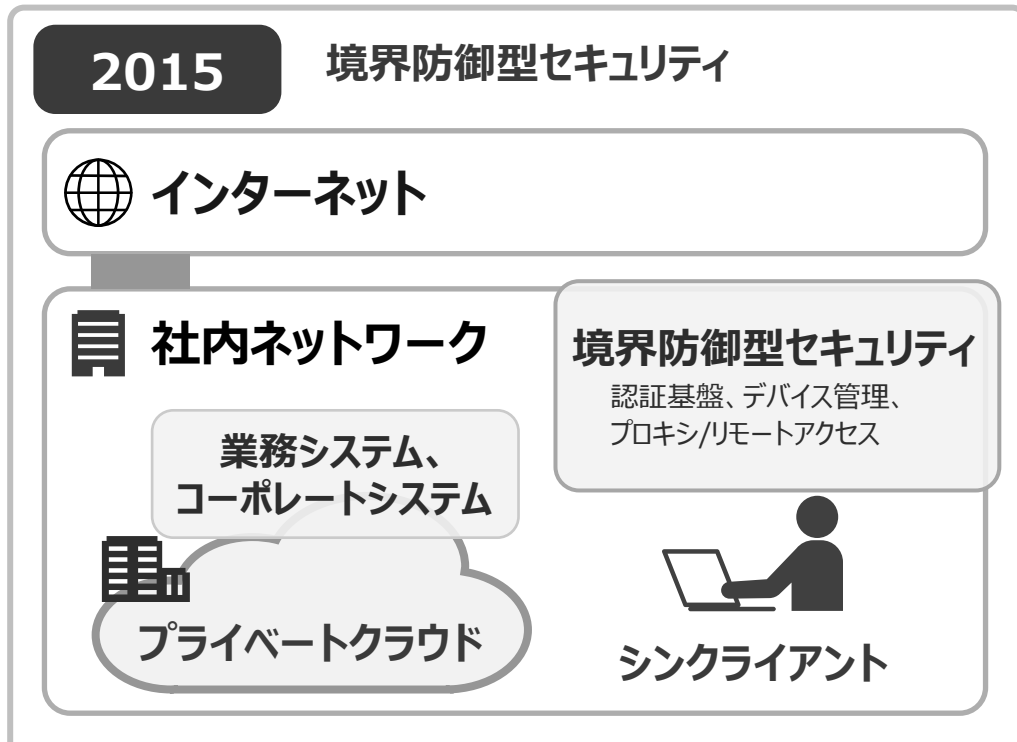 2015
境界防御型セキュリティ
インターネット
社内ネットワーク
境界防御型セキュリティ
認証基盤、デバイス管理、
プロキシ/リモートアクセス
業務システム、
コーポレートシステム
プライベートクラウド
シンクライアント